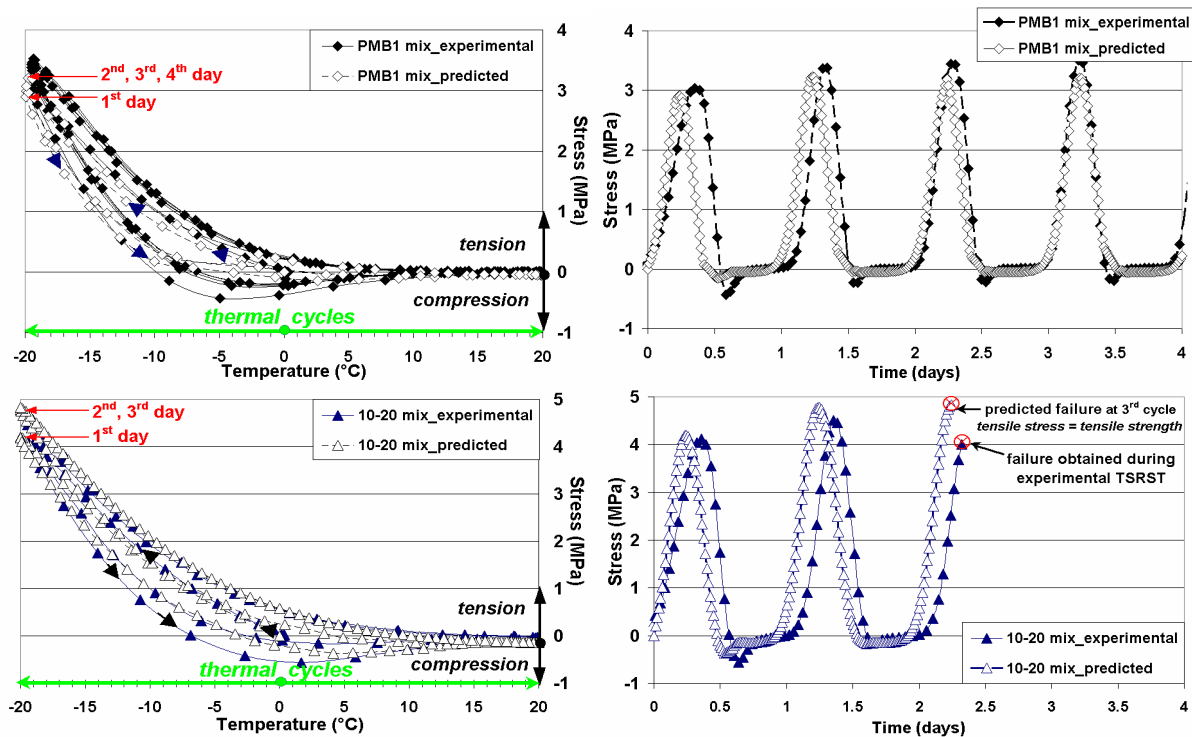 PMB1 mix_experimental
PMB1 mix_predicted
2nd, 3rd, 4th day
1st day
4
3
2
1
0
-1
Stress (MPa)
tension
compression
thermal cycles
-20 -15 -10 -5 0 5 10 15 20
Temperature (°C)
PMB1 mix_experimental
PMB1 mix_predicted
4
3
2
1
0
-1
Stress (MPa)
0 0.5 1 1.5 2 2.5 3 3.5 4
Time (days)
2nd, 3rd day
1st day
10-20 mix_experimental
10-20 mix_predicted
5
4
3
2
1
0
-1
Stress (MPa)
tension
compression
thermal cycles
-20 -15 -10 -5 0 5 10 15 20
Temperature (°C)
5
4
3
2
1
0
-1
Stress (MPa)
predicted failure at 3rd cycle
tensile stress = tensile strength
failure obtained during
experimental TSRST
10-20 mix_experimental
10-20 mix_predicted
0 0.5 1 1.5 2 2.5 3 3.5 4
Time (days)